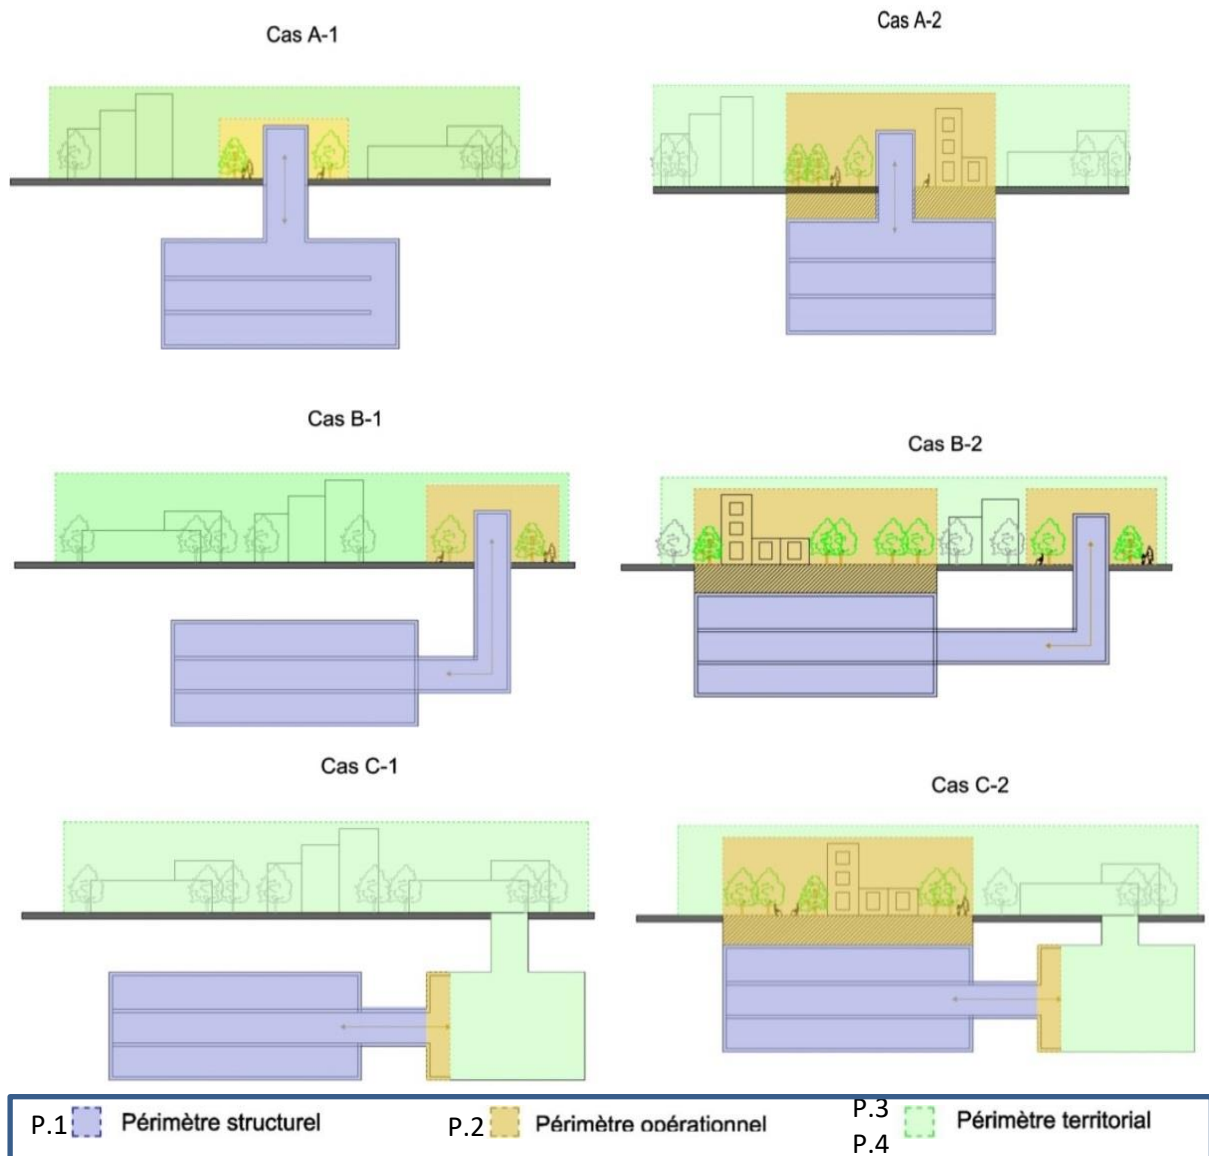 Cas A-1
Cas A-2
Cas B-1
Cas B-2
Cas C-1
Cas C-2
P.1 Périmètre structurel
P.2 Périmètre opérationnel
P.3
P.4 Périmètre territorial